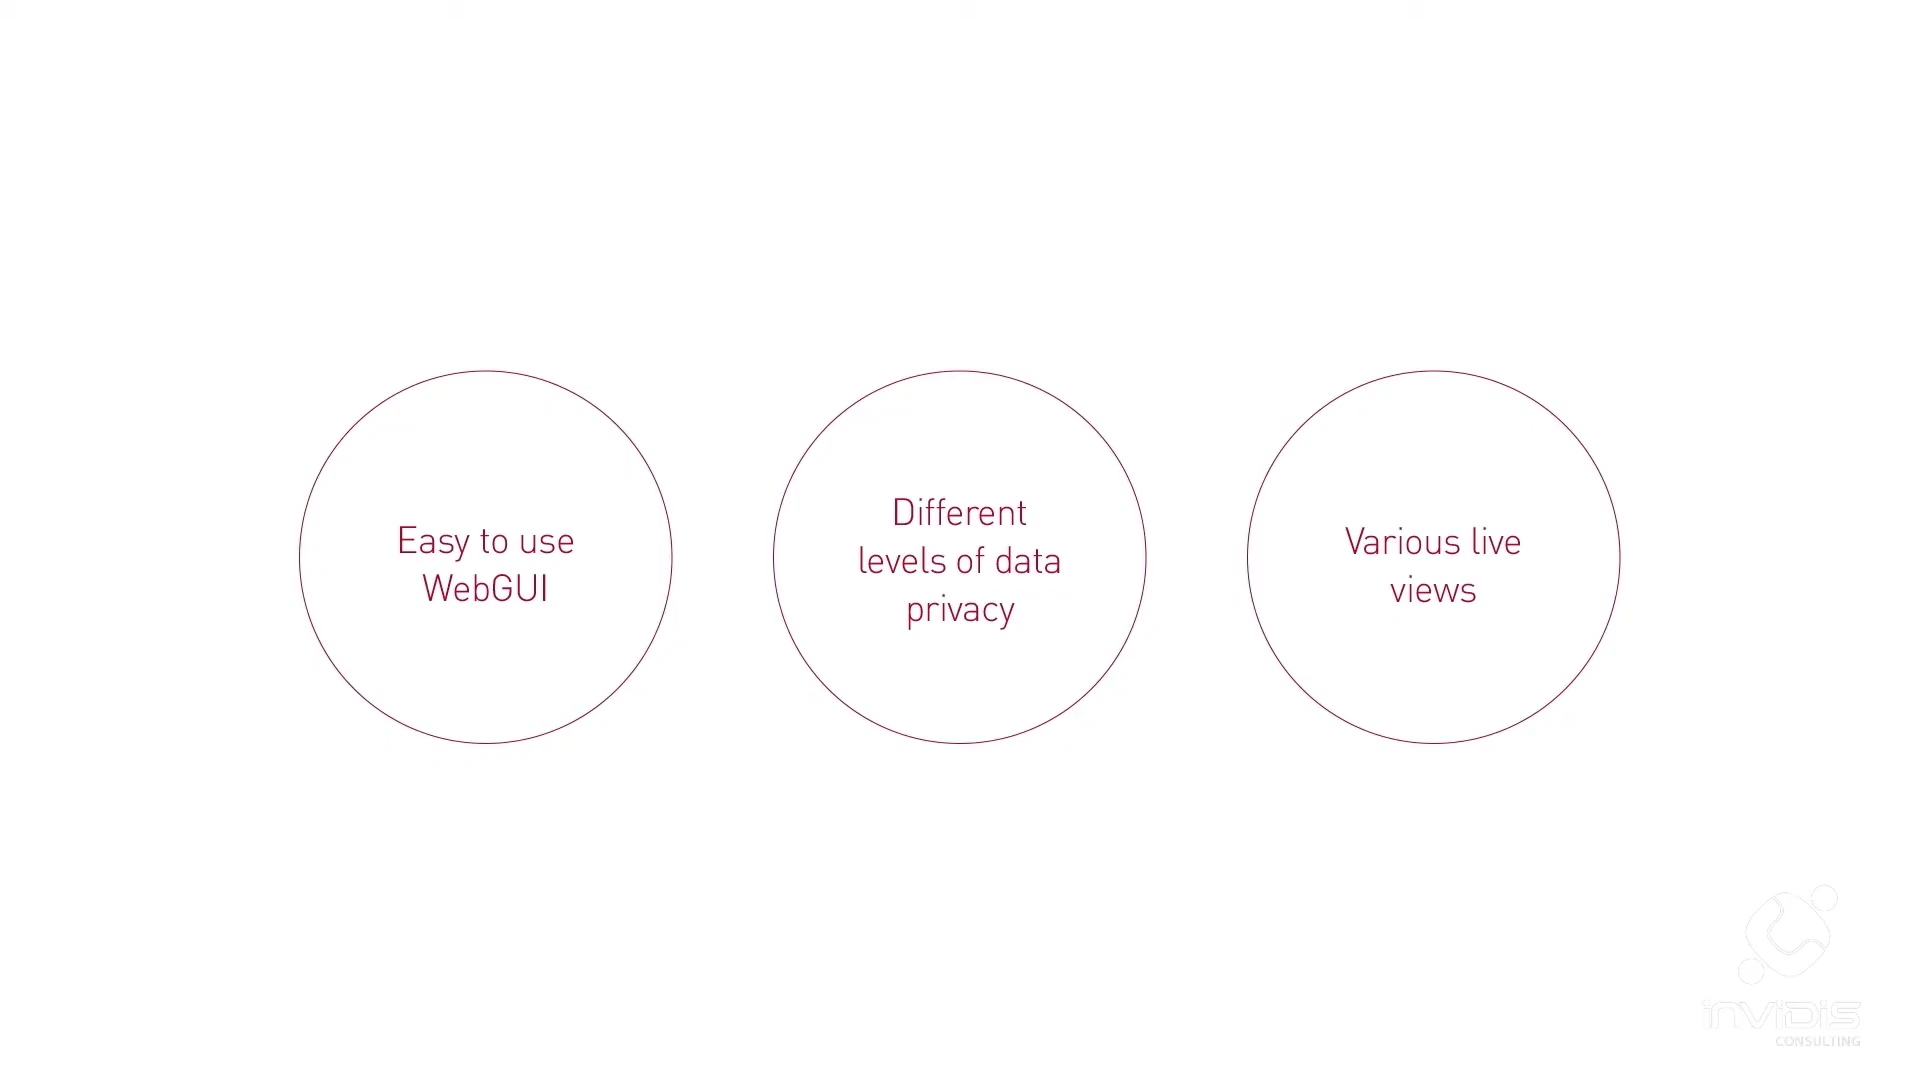 Easy to use
WebGUI
Different
levels of data
privacy
Various live
views
invidis
CONSULTING